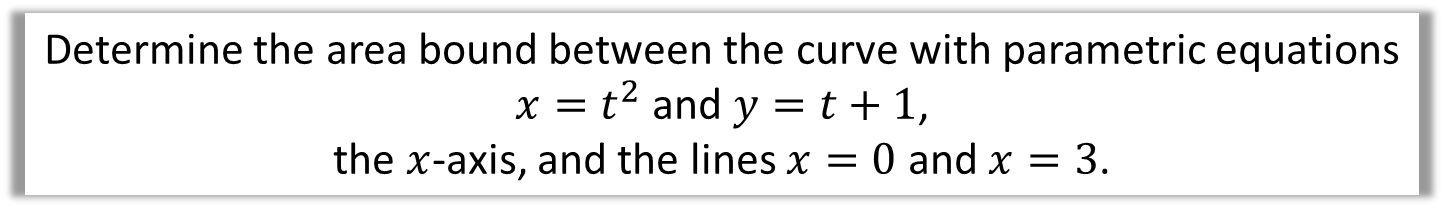 Determine the area bound between the curve with parametric equations
x = t² and y = t + 1,
the x-axis, and the lines x = 0 and x = 3.